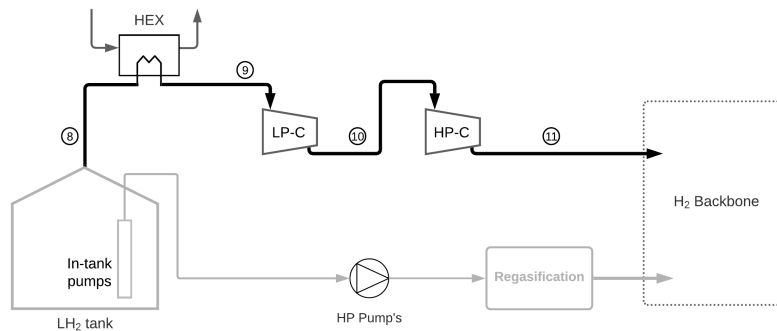 HEX
9
8
LP-C
10
HP-C
11
H₂ Backbone
In-tank
pumps
Regasification
HP Pump's
LH₂ tank